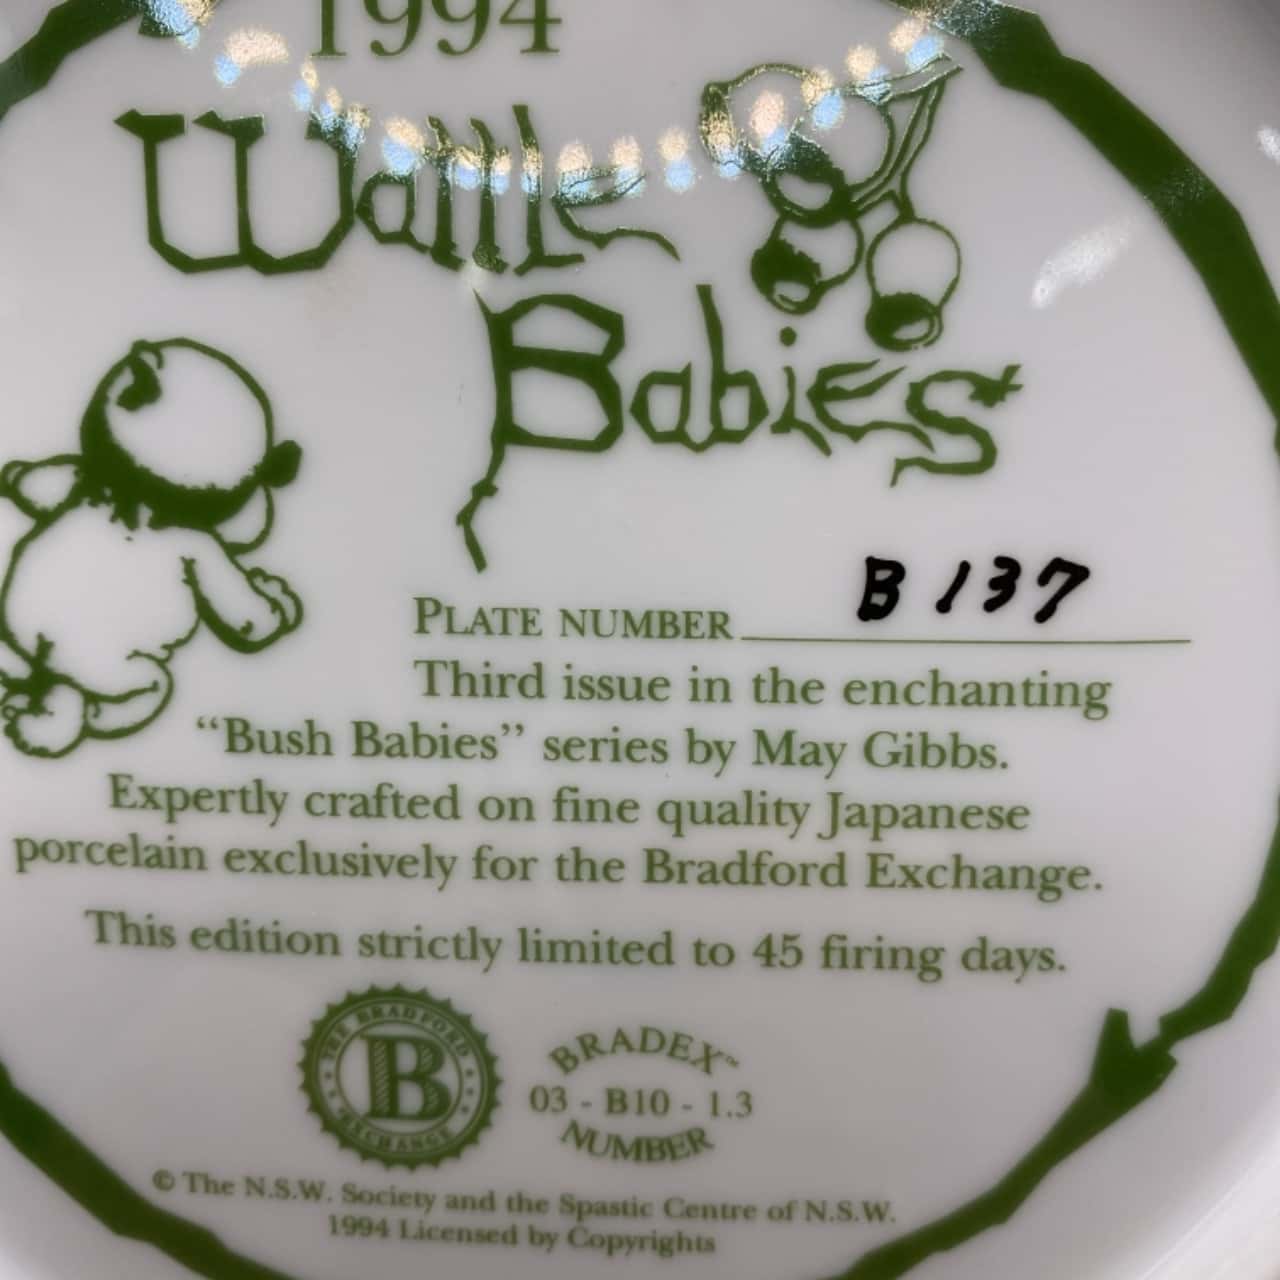 1994
Wattle
Babies
PLATE NUMBER B 137
Third issue in the enchanting
“Bush Babies” series by May Gibbs.
Expertly crafted on fine quality Japanese
porcelain exclusively for the Bradford Exchange.
This edition strictly limited to 45 firing days.
THE BRADFORD
B
EXCHANGE
BRADEX™
03 - B10 - 1.3
NUMBER
© The N.S.W. Society and the Spastic Centre of N.S.W.
1994 Licensed by Copyrights